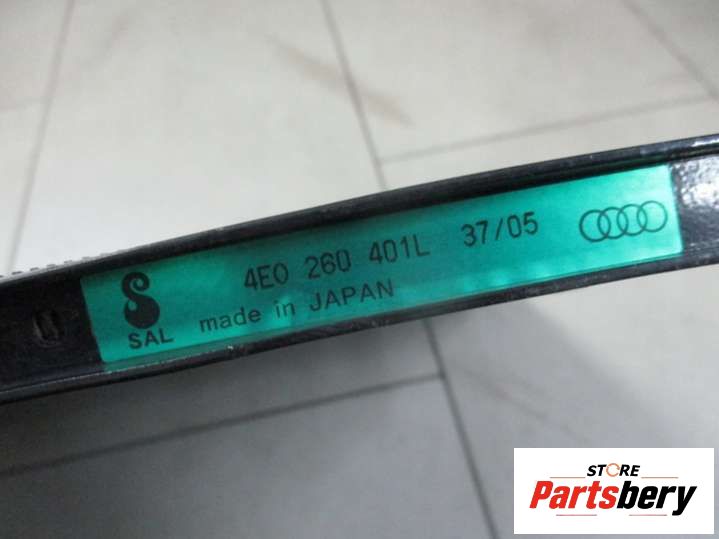 4E0 260 401L 37/05
SAL made in JAPAN
STORE
Partsbery